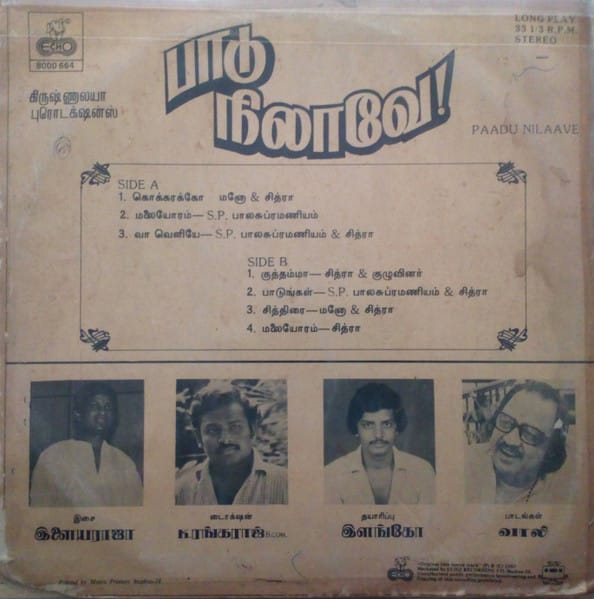 ECHO
8000 664
LONG PLAY
33 1/3 R.P.M.
STEREO
பாடு
நிலாவே!
கிருஷ்ணாலயா
புரொடக்ஷன்ஸ்
PAADU NILAAVE
SIDE A
1. கொக்கரக்கோ மனோ & சித்ரா
2. மலையோரம்— S.P. பாலசுப்ரமணியம்
3. வா வெளியே— S.P. பாலசுப்ரமணியம் & சித்ரா
SIDE B
1. குத்தம்மா— சித்ரா & குழுவினர்
2. பாடுங்கள்— S.P. பாலசுப்ரமணியம் & சித்ரா
3. சித்திரை— மனோ & சித்ரா
4. மலையோரம்— சித்ரா
இசை
இளையராஜா
டைரக்ஷன்
K.ரங்கராஜ் B.COM.
தயாரிப்பு
இளங்கோ
பாடல்கள்
வாலி
ECHO